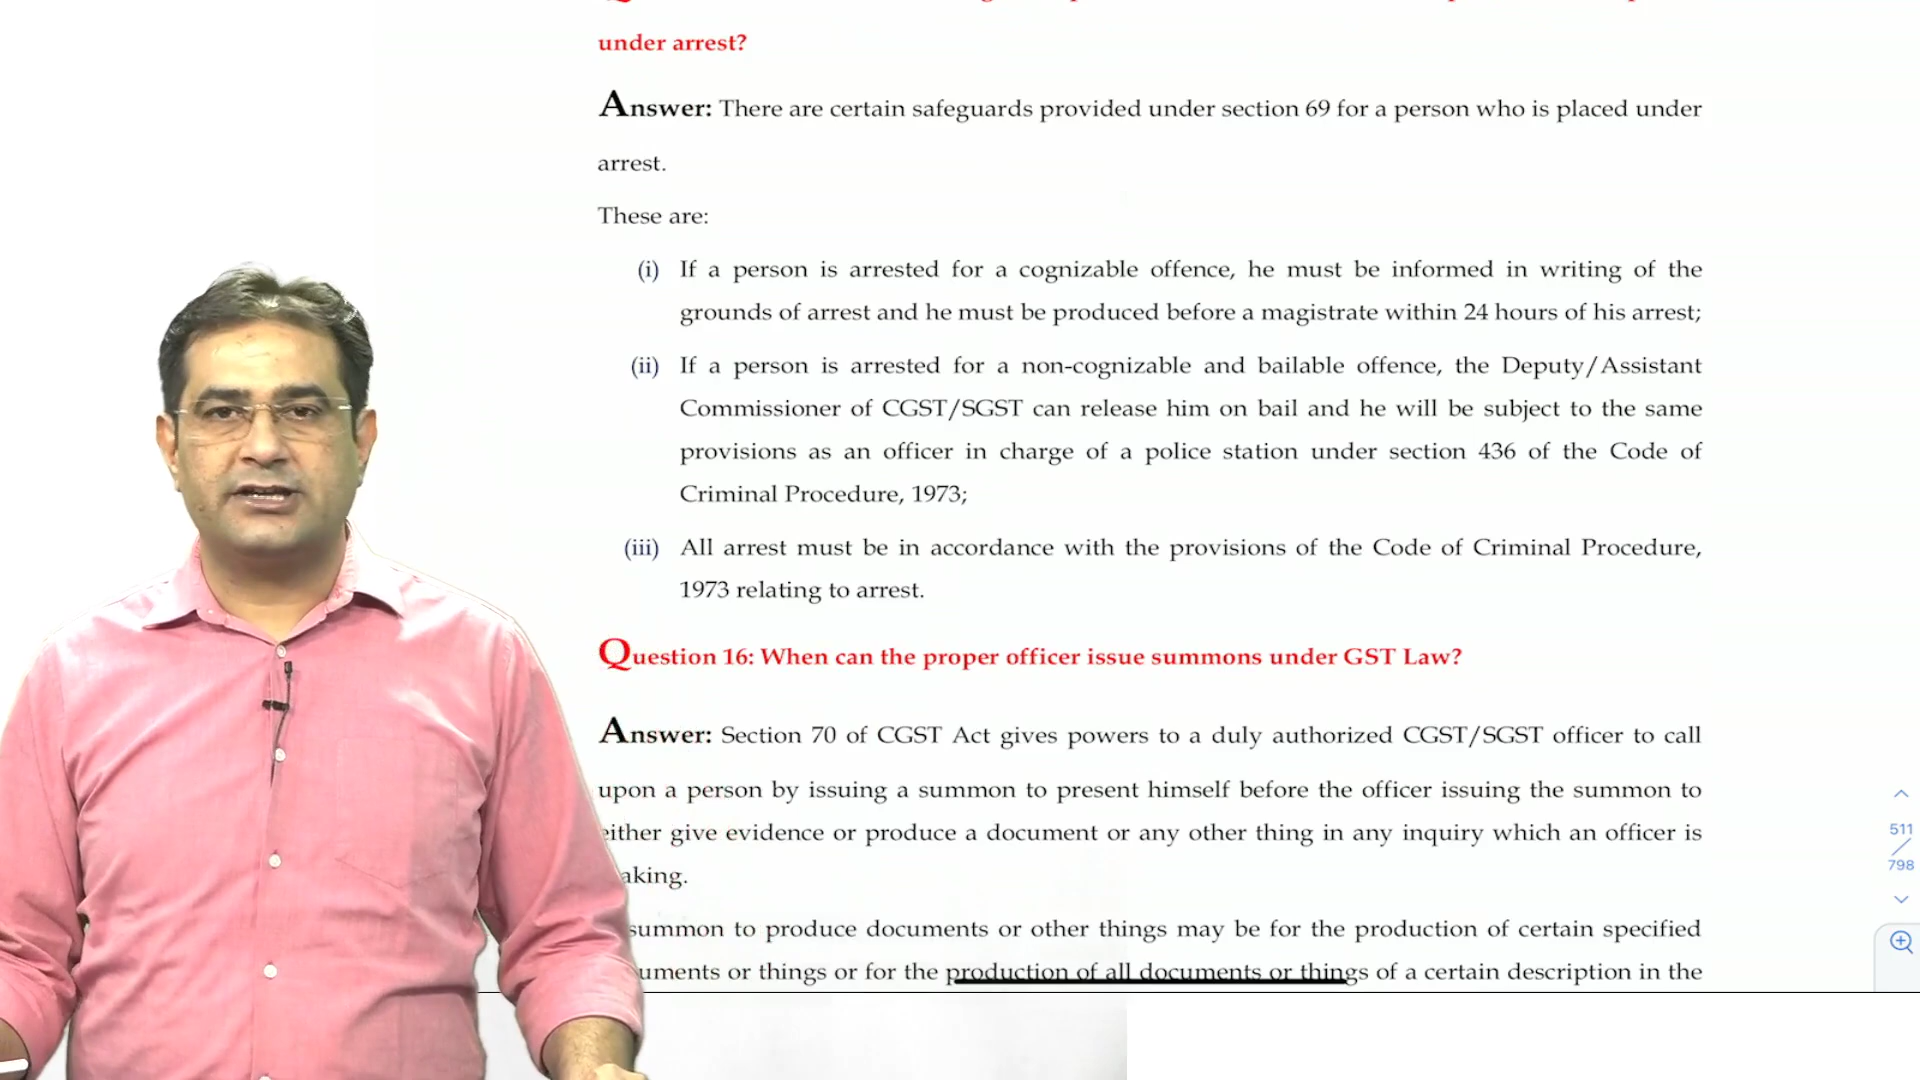 under arrest?
Answer: There are certain safeguards provided under section 69 for a person who is placed under
arrest.
These are:
(i) If a person is arrested for a cognizable offence, he must be informed in writing of the
grounds of arrest and he must be produced before a magistrate within 24 hours of his arrest;
(ii) If a person is arrested for a non-cognizable and bailable offence, the Deputy/Assistant
Commissioner of CGST/SGST can release him on bail and he will be subject to the same
provisions as an officer in charge of a police station under section 436 of the Code of
Criminal Procedure, 1973;
(iii) All arrest must be in accordance with the provisions of the Code of Criminal Procedure,
1973 relating to arrest.
Question 16: When can the proper officer issue summons under GST Law?
Answer: Section 70 of CGST Act gives powers to a duly authorized CGST/SGST officer to call
upon a person by issuing a summon to present himself before the officer issuing the summon to
either give evidence or produce a document or any other thing in any inquiry which an officer is
aking.
summon to produce documents or other things may be for the production of certain specified
uments or things or for the production of all documents or things of a certain description in the
511
/
798